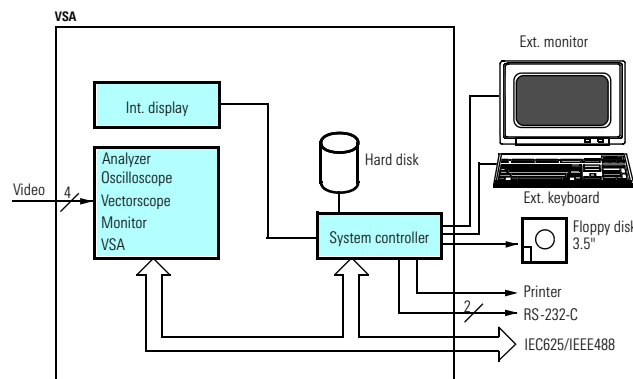 VSA
Ext. monitor
Int. display
Analyzer
Oscilloscope
Vectorscope
Monitor
VSA
Hard disk
Video
4
Ext. keyboard
System controller
Floppy disk
3.5"
Printer
2
RS-232-C
IEC625/IEEE488